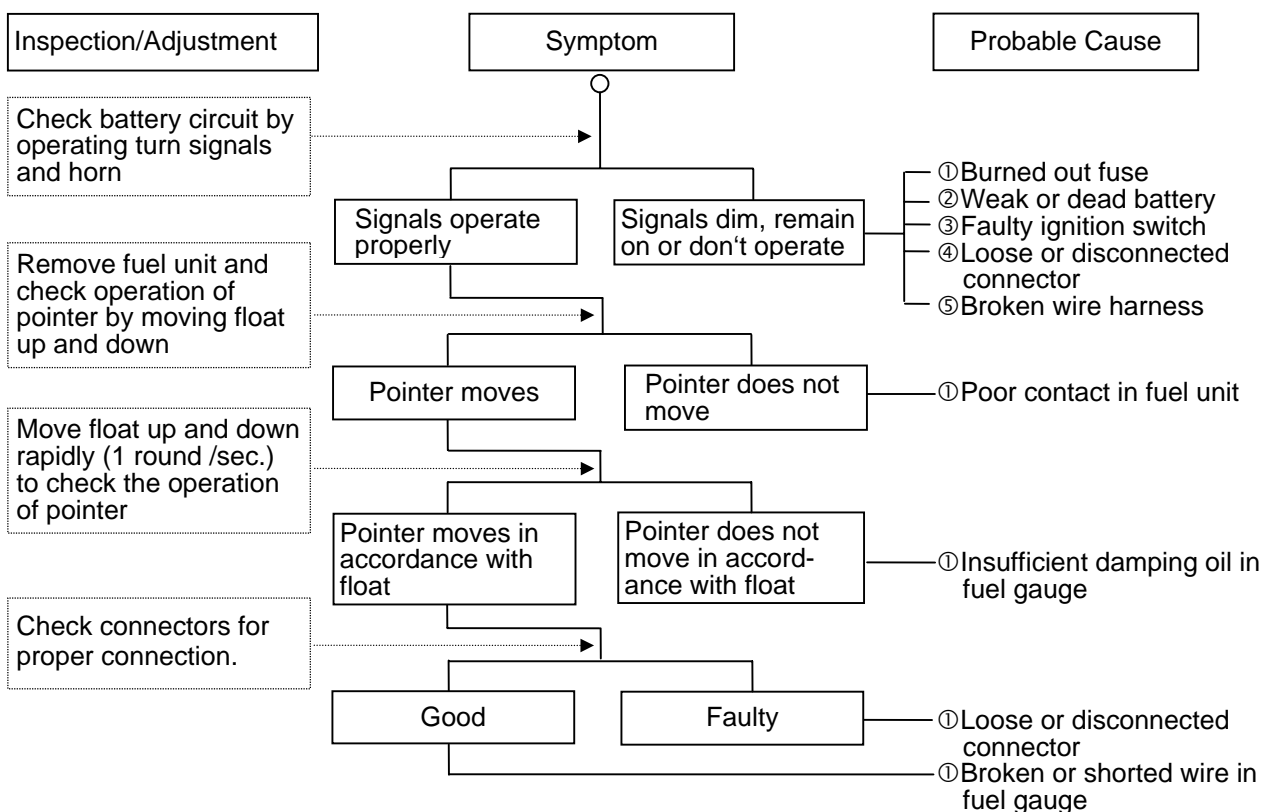 Inspection/Adjustment
Symptom
Probable Cause
Check battery circuit by
operating turn signals
and horn
Signals operate
properly
Signals dim, remain
on or don‘t operate
①Burned out fuse
②Weak or dead battery
③Faulty ignition switch
④Loose or disconnected
connector
⑤Broken wire harness
Remove fuel unit and
check operation of
pointer by moving float
up and down
Pointer moves
Pointer does not
move
①Poor contact in fuel unit
Move float up and down
rapidly (1 round /sec.)
to check the operation
of pointer
Pointer moves in
accordance with
float
Pointer does not
move in accord-
ance with float
①Insufficient damping oil in
fuel gauge
Check connectors for
proper connection.
Good
Faulty
①Loose or disconnected
connector
①Broken or shorted wire in
fuel gauge